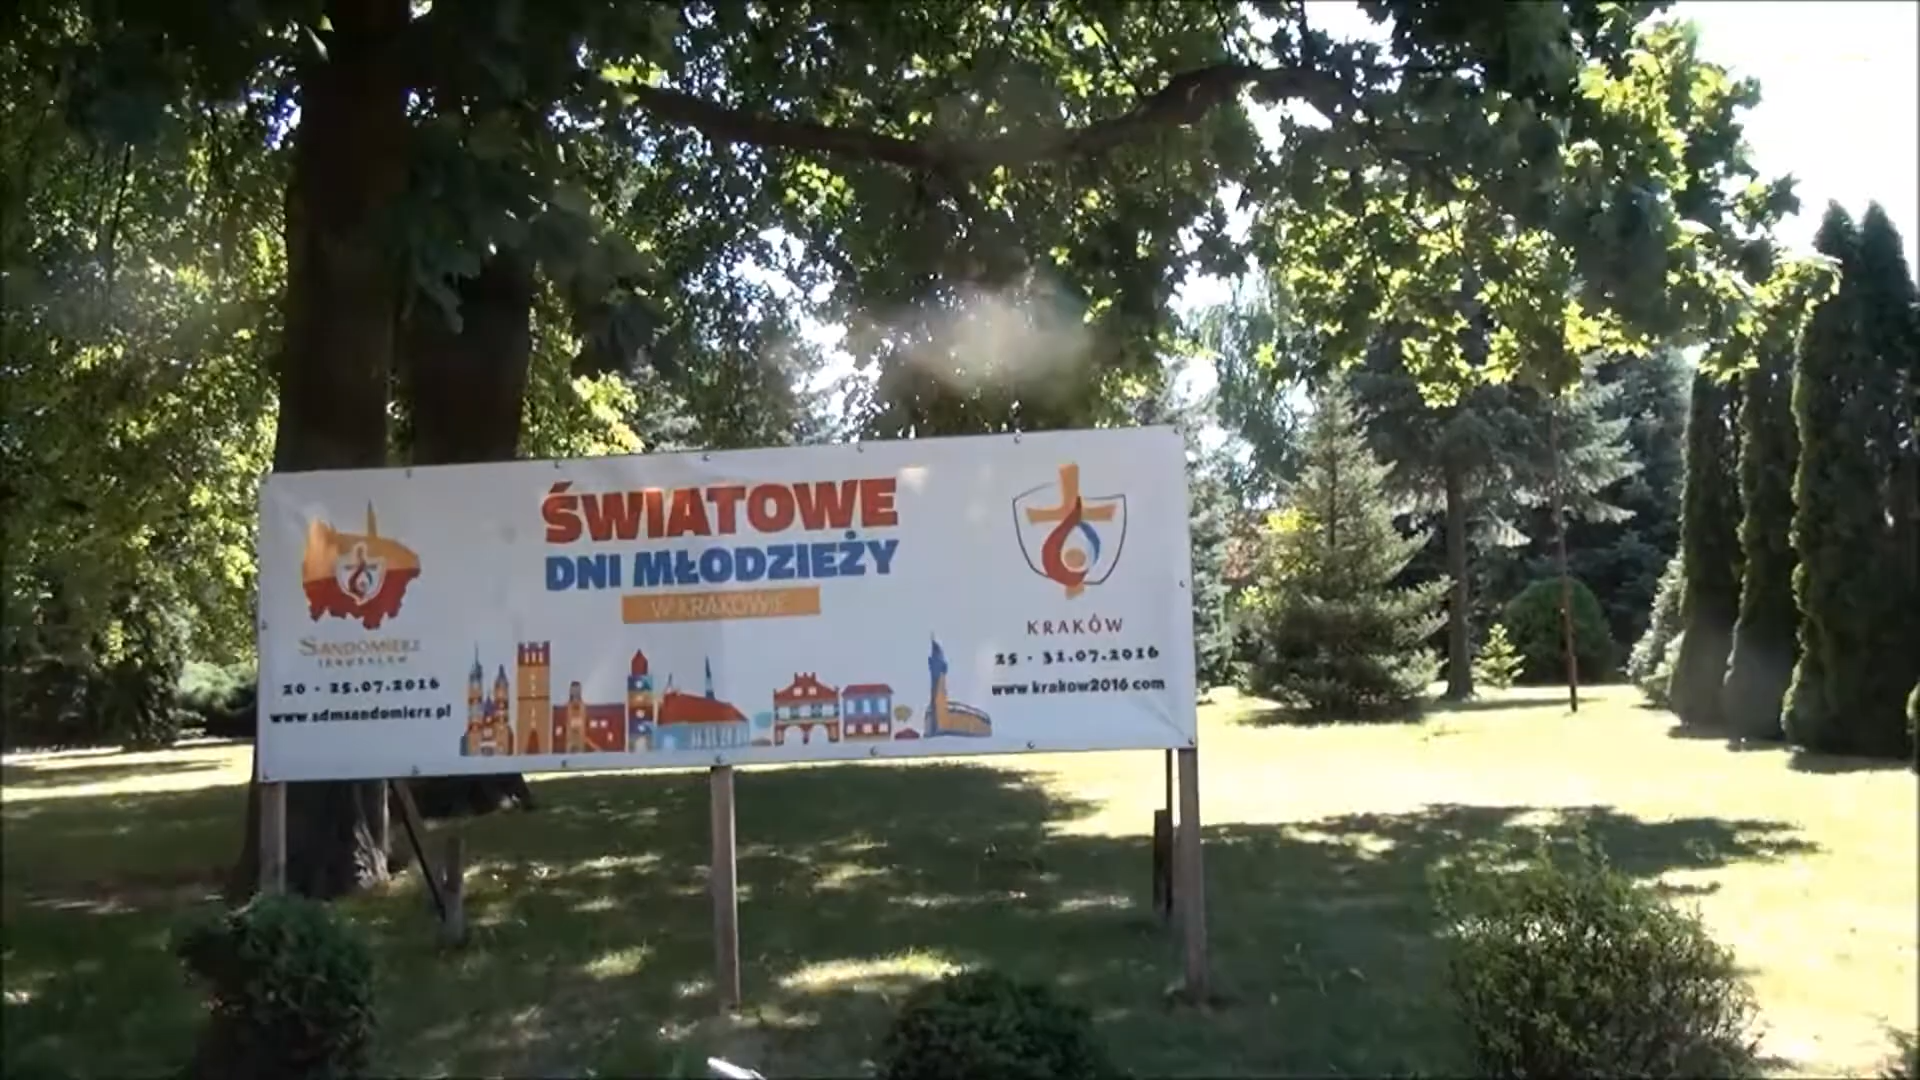 ŚWIATOWE
DNI MŁODZIEŻY
W KRAKOWIE
SANDOMIERZ
JERUSALEM
20 - 25.07.2016
www.sdmsandomierz.pl
KRAKÓW
25 - 31.07.2016
www.krakow2016.com